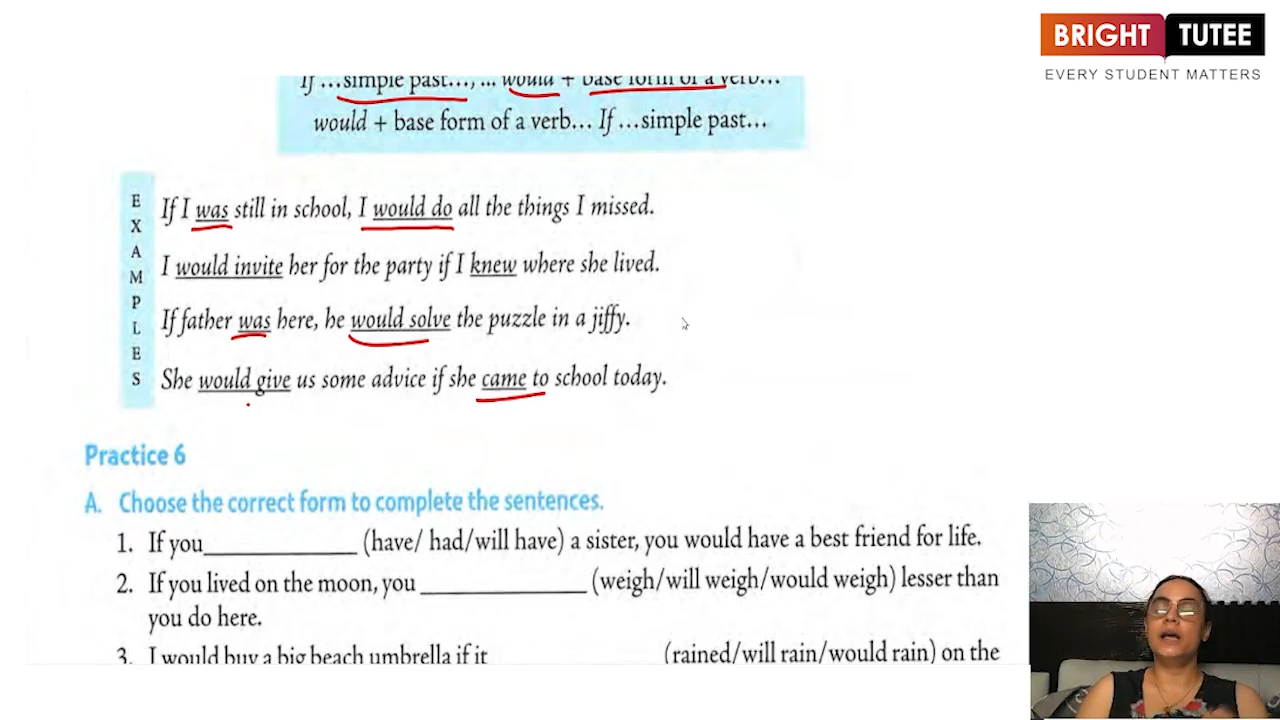 BRIGHT TUTEE
EVERY STUDENT MATTERS
If ...simple past..., ... would + base form of a verb...
would + base form of a verb... If ...simple past...
EXAMPLES
If I was still in school, I would do all the things I missed.
I would invite her for the party if I knew where she lived.
If father was here, he would solve the puzzle in a jiffy.
She would give us some advice if she came to school today.
Practice 6
A. Choose the correct form to complete the sentences.
1. If you____________ (have/ had/will have) a sister, you would have a best friend for life.
2. If you lived on the moon, you ____________ (weigh/will weigh/would weigh) lesser than
you do here.
3. I would buy a big beach umbrella if it (rained/will rain/would rain) on the